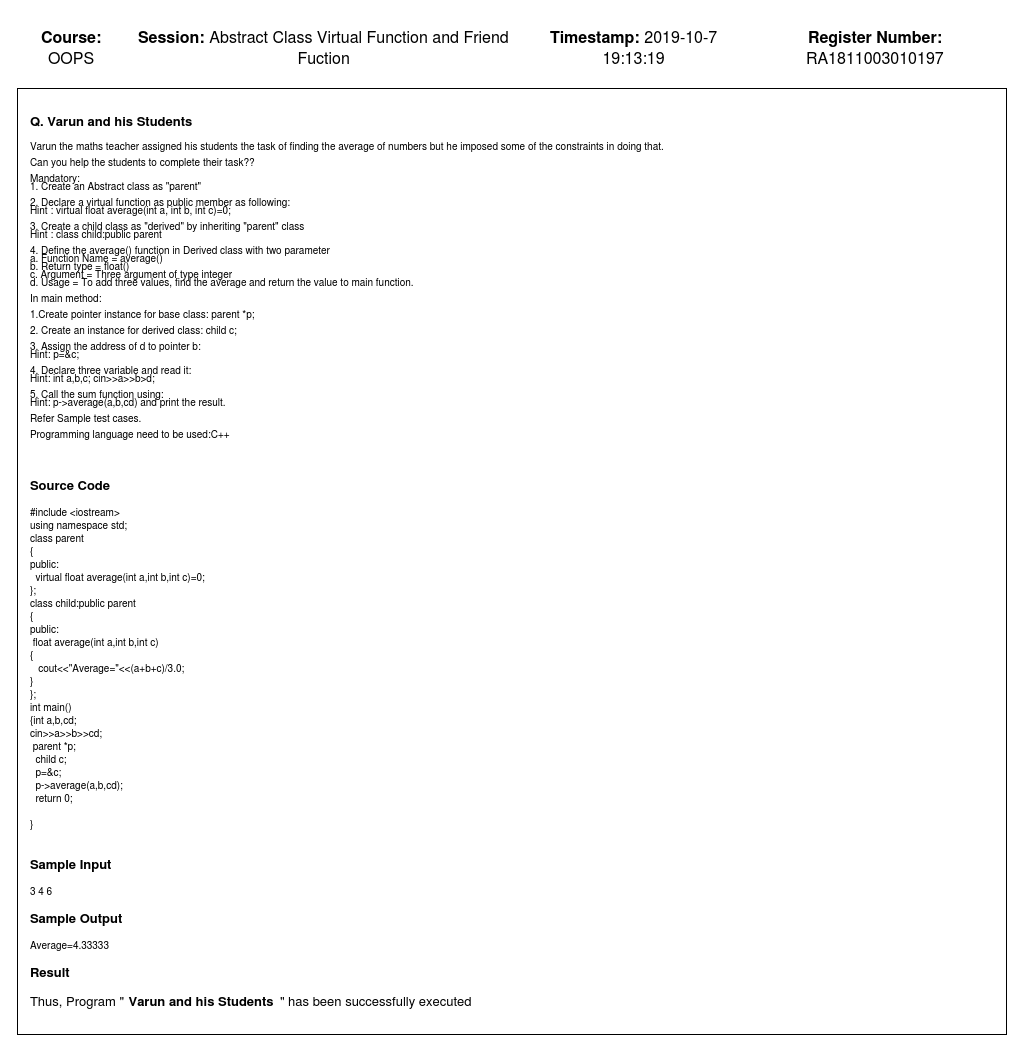 Course:
OOPS
Session: Abstract Class Virtual Function and Friend
Fuction
Timestamp: 2019-10-7
19:13:19
Register Number:
RA1811003010197
Q. Varun and his Students
Varun the maths teacher assigned his students the task of finding the average of numbers but he imposed some of the constraints in doing that.
Can you help the students to complete their task??
Mandatory:
1. Create an Abstract class as "parent"
2. Declare a virtual function as public member as following:
Hint : virtual float average(int a, int b, int c)=0;
3. Create a child class as "derived" by inheriting "parent" class
Hint : class child:public parent
4. Define the average() function in Derived class with two parameter
a. Function Name = average()
b. Return type = float()
c. Argument = Three argument of type integer
d. Usage = To add three values, find the average and return the value to main function.
In main method:
1.Create pointer instance for base class: parent *p;
2. Create an instance for derived class: child c;
3. Assign the address of d to pointer b:
Hint: p=&c;
4. Declare three variable and read it:
Hint: int a,b,c; cin>>a>>b>d;
5. Call the sum function using:
Hint: p->average(a,b,cd) and print the result.
Refer Sample test cases.
Programming language need to be used:C++
Source Code
#include <iostream>
using namespace std;
class parent
{
public:
virtual float average(int a,int b,int c)=0;
};
class child:public parent
{
public:
float average(int a,int b,int c)
{
cout<<"Average="<<(a+b+c)/3.0;
}
};
int main()
{int a,b,cd;
cin>>a>>b>>cd;
parent *p;
child c;
p=&c;
p->average(a,b,cd);
return 0;
}
Sample Input
3 4 6
Sample Output
Average=4.33333
Result
Thus, Program " Varun and his Students " has been successfully executed